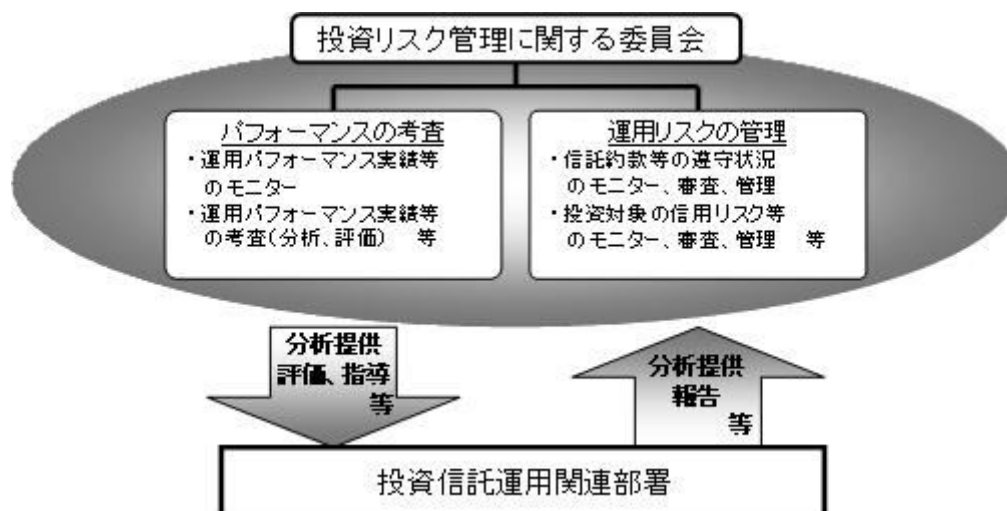 投資リスク管理に関する委員会
パフォーマンスの考査
・運用パフォーマンス実績等
のモニター
・運用パフォーマンス実績等
の考査(分析、評価) 等
運用リスクの管理
・信託約款等の遵守状況
のモニター、審査、管理
・投資対象の信用リスク等
のモニター、審査、管理 等
分析提供
評価、指導
等
分析提供
報告
等
投資信託運用関連部署